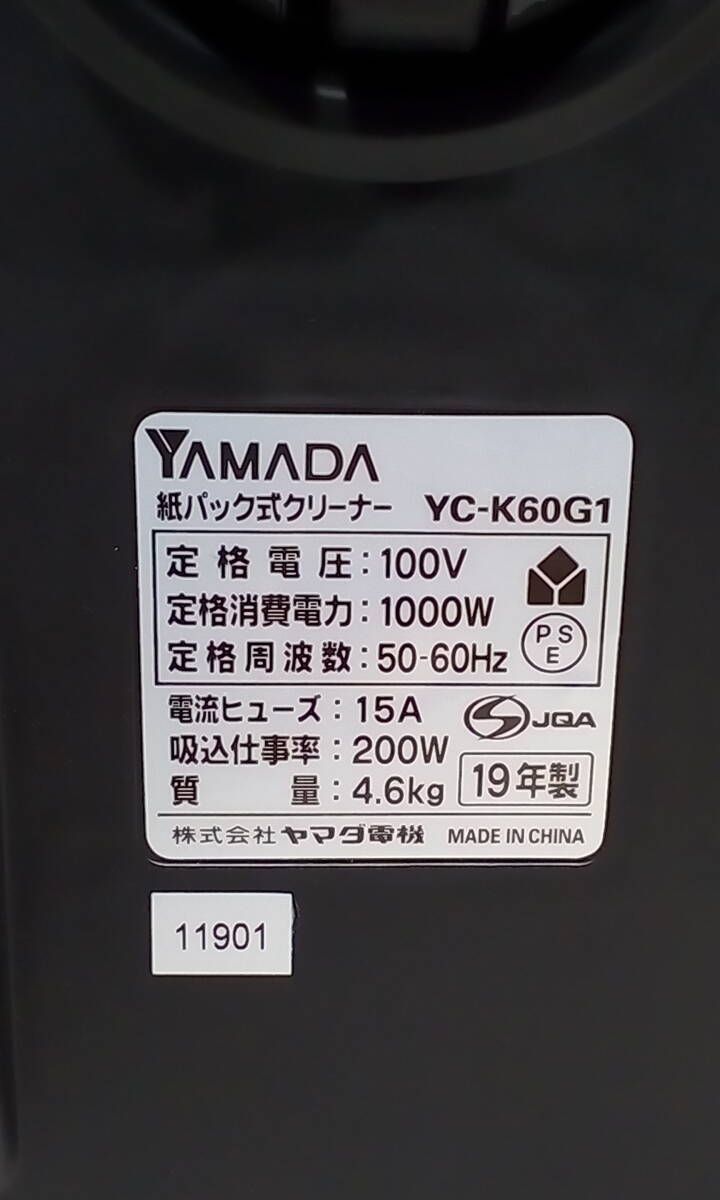 YAMADA
紙パック式クリーナー YC-K60G1
定格電圧:100V
定格消費電力:1000W
定格周波数:50-60Hz
PSE
電流ヒューズ:15A
JQA
吸込仕事率:200W
質量:4.6kg
19年製
株式会社ヤマダ電機 MADE IN CHINA
11901